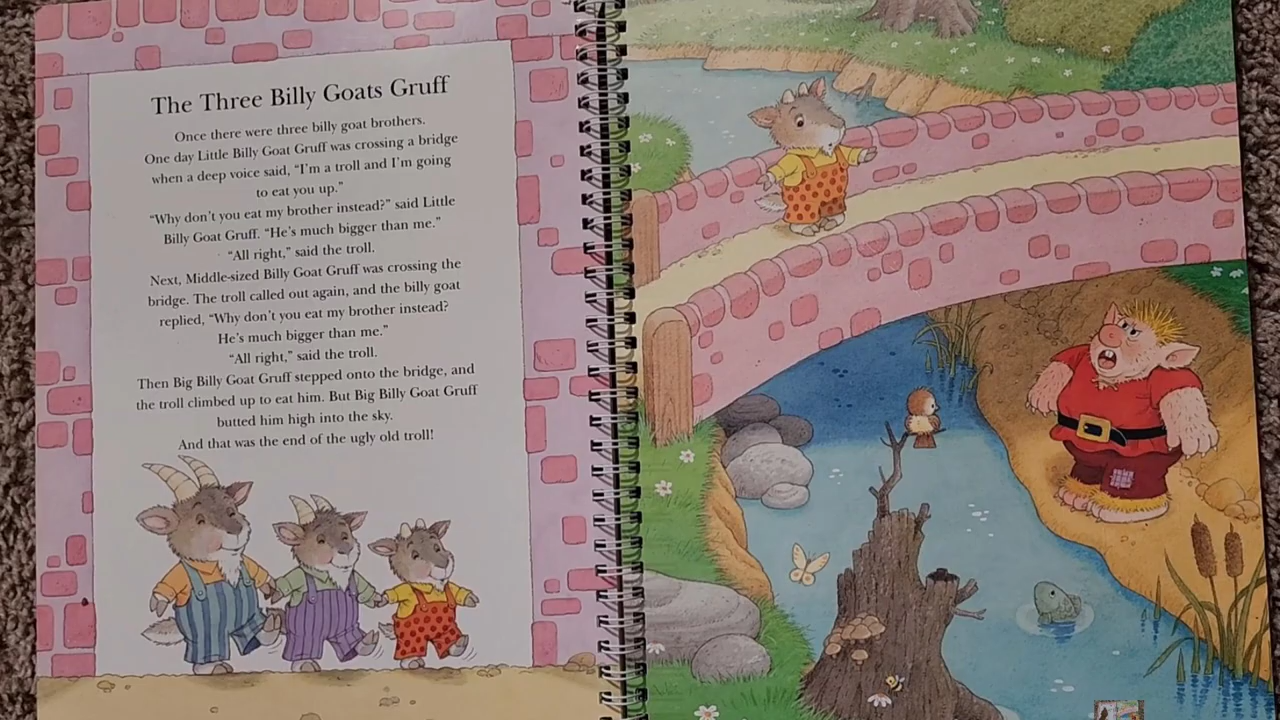 The Three Billy Goats Gruff
Once there were three billy goat brothers.
One day Little Billy Goat Gruff was crossing a bridge
when a deep voice said, “I’m a troll and I’m going
to eat you up.”
“Why don’t you eat my brother instead?” said Little
Billy Goat Gruff. “He’s much bigger than me.”
“All right,” said the troll.
Next, Middle-sized Billy Goat Gruff was crossing the
bridge. The troll called out again, and the billy goat
replied, “Why don’t you eat my brother instead?
He’s much bigger than me.”
“All right,” said the troll.
Then Big Billy Goat Gruff stepped onto the bridge, and
the troll climbed up to eat him. But Big Billy Goat Gruff
butted him high into the sky.
And that was the end of the ugly old troll!